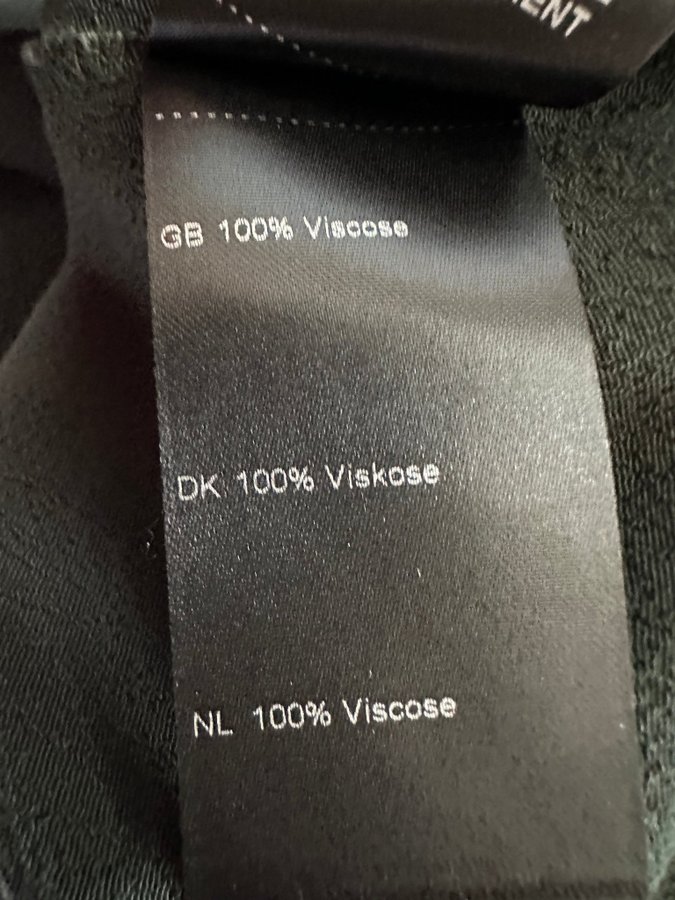 GB 100% Viscose
DK 100% Viskose
NL 100% Viscose